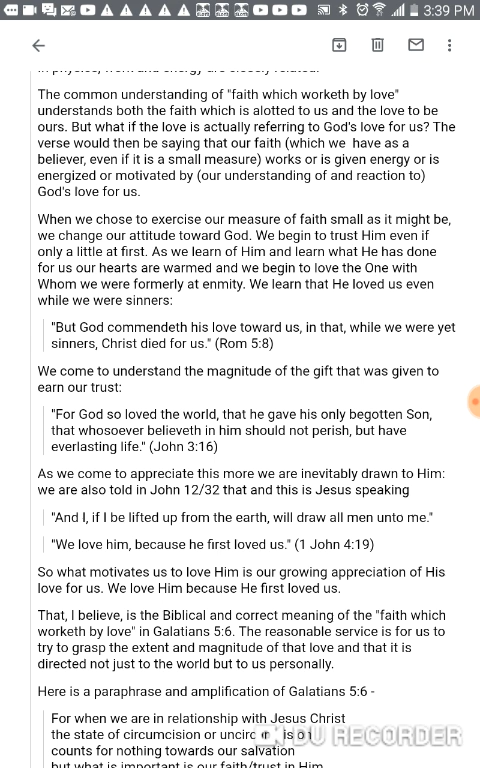 3:39 PM
The common understanding of "faith which worketh by love"
understands both the faith which is alotted to us and the love to be
ours. But what if the love is actually referring to God's love for us? The
verse would then be saying that our faith (which we have as a
believer, even if it is a small measure) works or is given energy or is
energized or motivated by (our understanding of and reaction to)
God's love for us.
When we chose to exercise our measure of faith small as it might be,
we change our attitude toward God. We begin to trust Him even if
only a little at first. As we learn of Him and learn what He has done
for us our hearts are warmed and we begin to love the One with
Whom we were formerly at enmity. We learn that He loved us even
while we were sinners:
"But God commendeth his love toward us, in that, while we were yet
sinners, Christ died for us." (Rom 5:8)
We come to understand the magnitude of the gift that was given to
earn our trust:
"For God so loved the world, that he gave his only begotten Son,
that whosoever believeth in him should not perish, but have
everlasting life." (John 3:16)
As we come to appreciate this more we are inevitably drawn to Him:
we are also told in John 12/32 that and this is Jesus speaking
"And I, if I be lifted up from the earth, will draw all men unto me."
"We love him, because he first loved us." (1 John 4:19)
So what motivates us to love Him is our growing appreciation of His
love for us. We love Him because He first loved us.
That, I believe, is the Biblical and correct meaning of the "faith which
worketh by love" in Galatians 5:6. The reasonable service is for us to
try to grasp the extent and magnitude of that love and that it is
directed not just to the world but to us personally.
Here is a paraphrase and amplification of Galatians 5:6 -
For when we are in relationship with Jesus Christ
the state of circumcision or
DU RECORDER
counts for nothing towards our salvation
but what is important is our faith/trust in Him